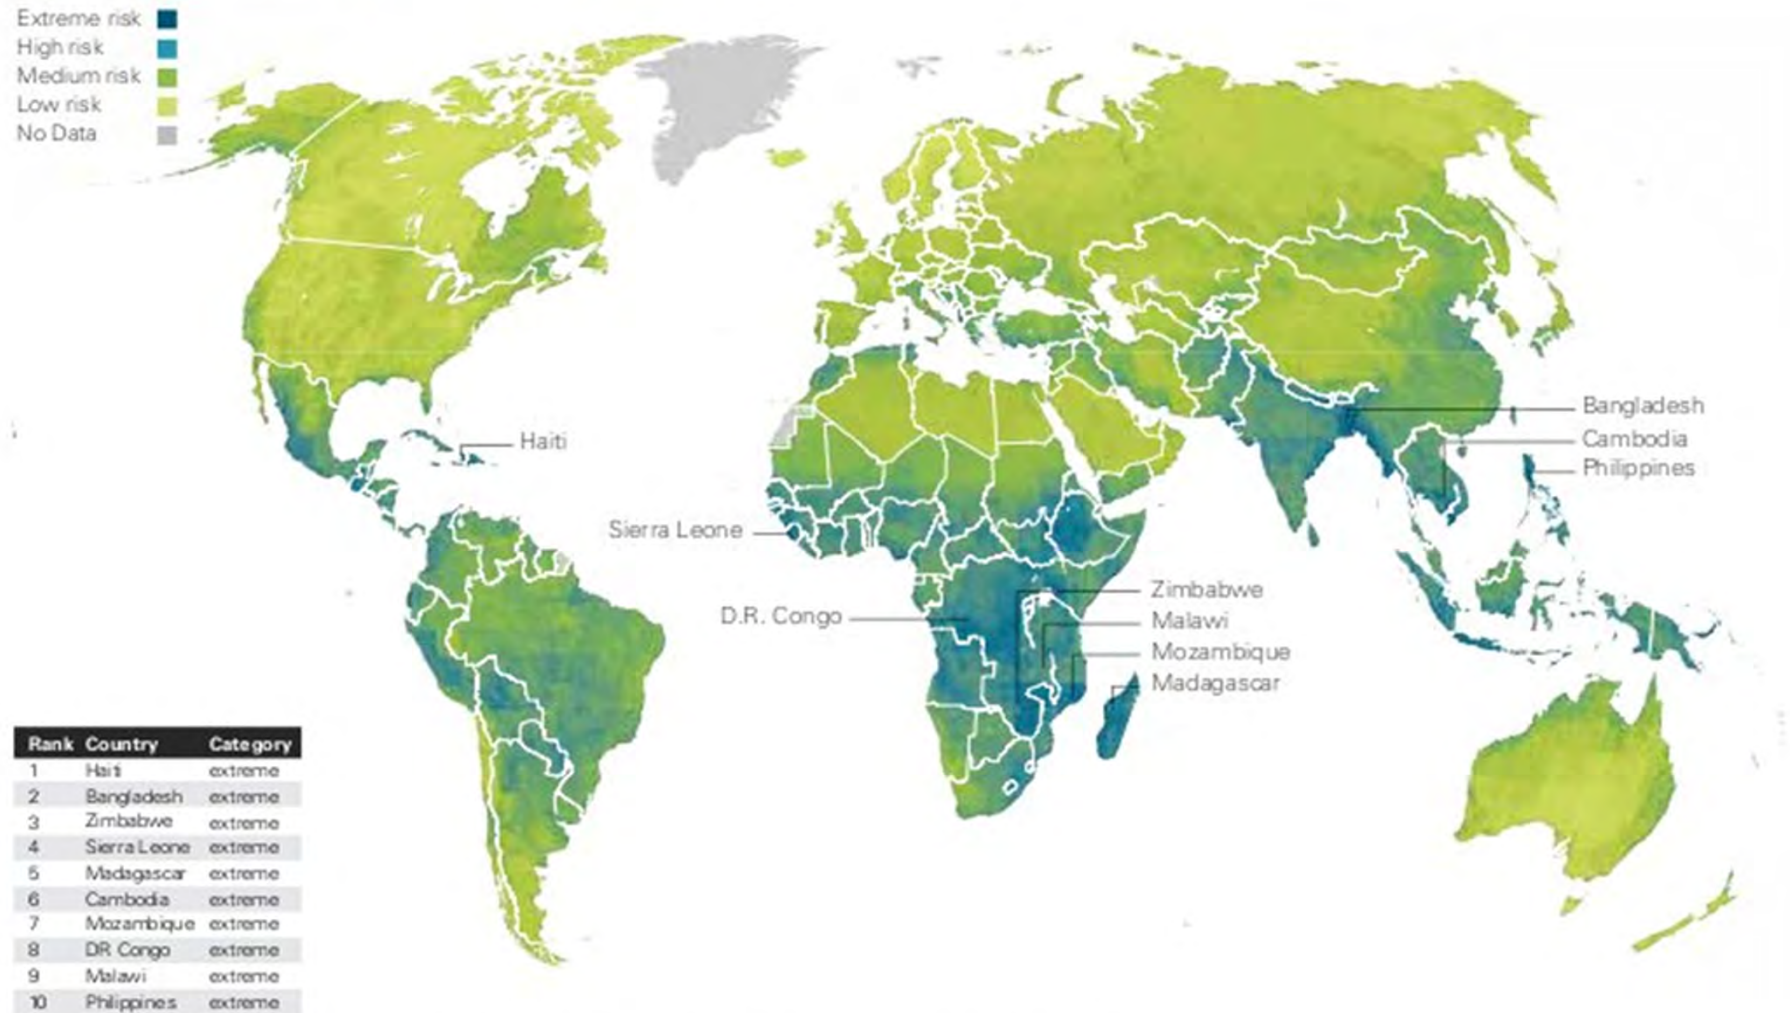 Extreme risk
High risk
Medium risk
Low risk
No Data
Haiti
Sierra Leone
D.R. Congo
Zimbabwe
Malawi
Mozambique
Madagascar
Bangladesh
Cambodia
Philippines
Rank Country Category
1 Haiti extreme
2 Bangladesh extreme
3 Zimbabwe extreme
4 Sierra Leone extreme
5 Madagascar extreme
6 Cambodia extreme
7 Mozambique extreme
8 DR Congo extreme
9 Malawi extreme
10 Philippines extreme